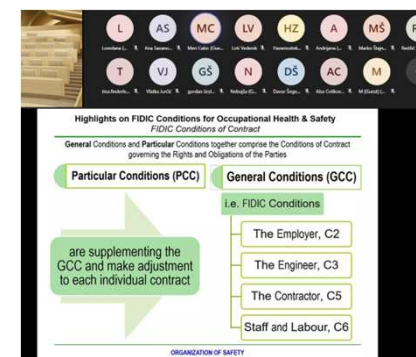 L AS MC LV HZ A MŠ
T VJ GŠ N DŠ AC M
Highlights on FIDIC Conditions for Occupational Health & Safety
FIDIC Conditions of Contract
General Conditions and Particular Conditions together comprise the Conditions of Contract
governing the Rights and Obligations of the Parties
Particular Conditions (PCC)
General Conditions (GCC)
i.e. FIDIC Conditions
are supplementing the
GCC and make adjustment
to each individual contract
The Employer, C2
The Engineer, C3
The Contractor, C5
Staff and Labour, C6
ORGANIZATION OF SAFETY